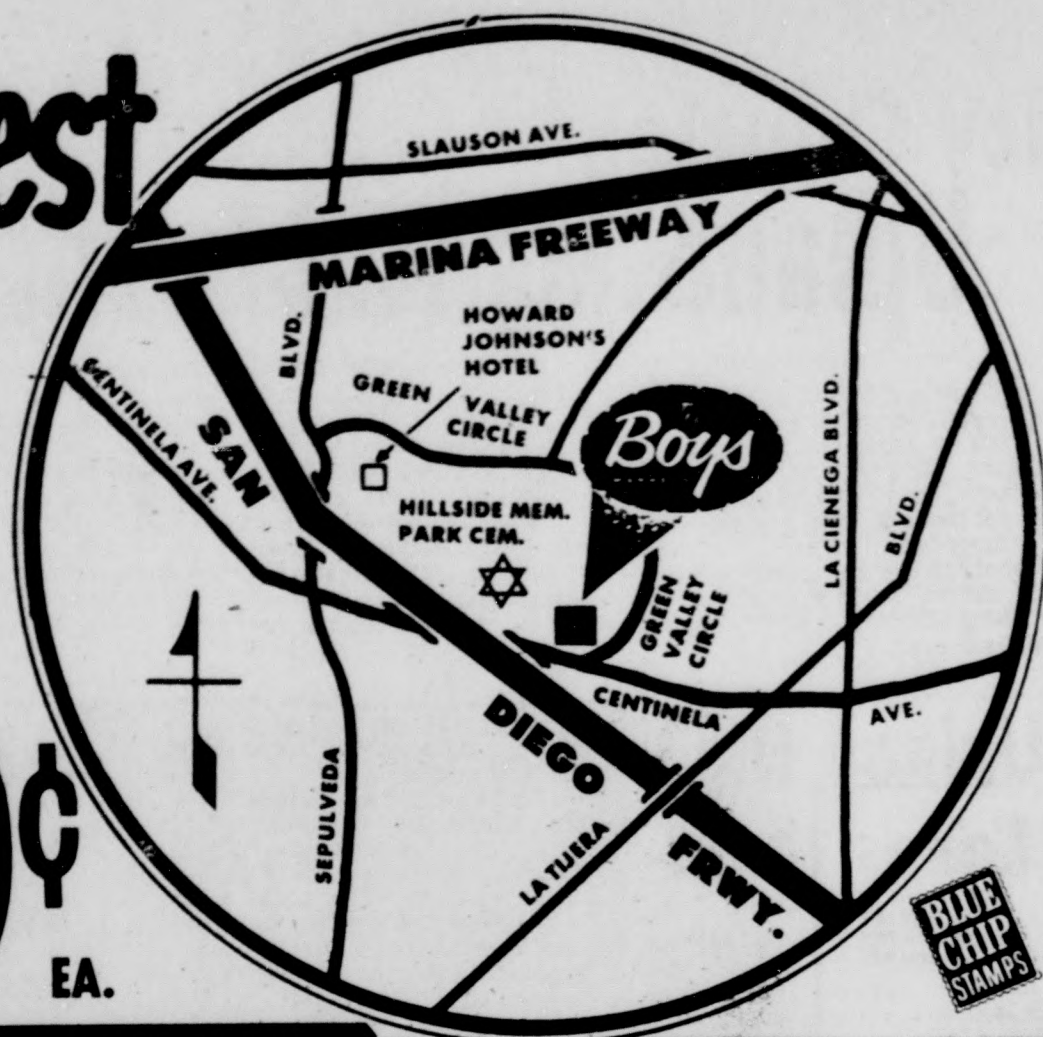 est
SLAUSON AVE.
MARINA FREEWAY
HOWARD
JOHNSON'S
HOTEL
BLVD.
GREEN VALLEY
CIRCLE
CENTINELA AVE.
SAN
Boys
HILLSIDE MEM.
PARK CEM.
LA CIENEGA BLVD.
BLVD.
GREEN
VALLEY
CIRCLE
CENTINELA AVE.
DIEGO
SEPULVEDA
LA TIJERA
FRWY.
¢
EA.
BLUE
CHIP
STAMPS